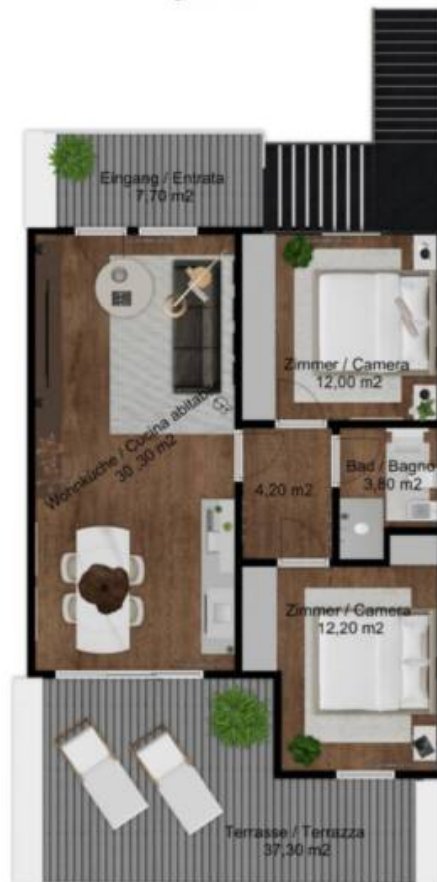 Eingang / Entrata
7,70 m2
Zimmer / Camera
12,00 m2
Wohnküche / Cucina abitabile
30 ,30 m2
4,20 m2
Bad / Bagno
3,80 m2
Zimmer / Camera
12,20 m2
Terrasse / Terrazza
37,30 m2